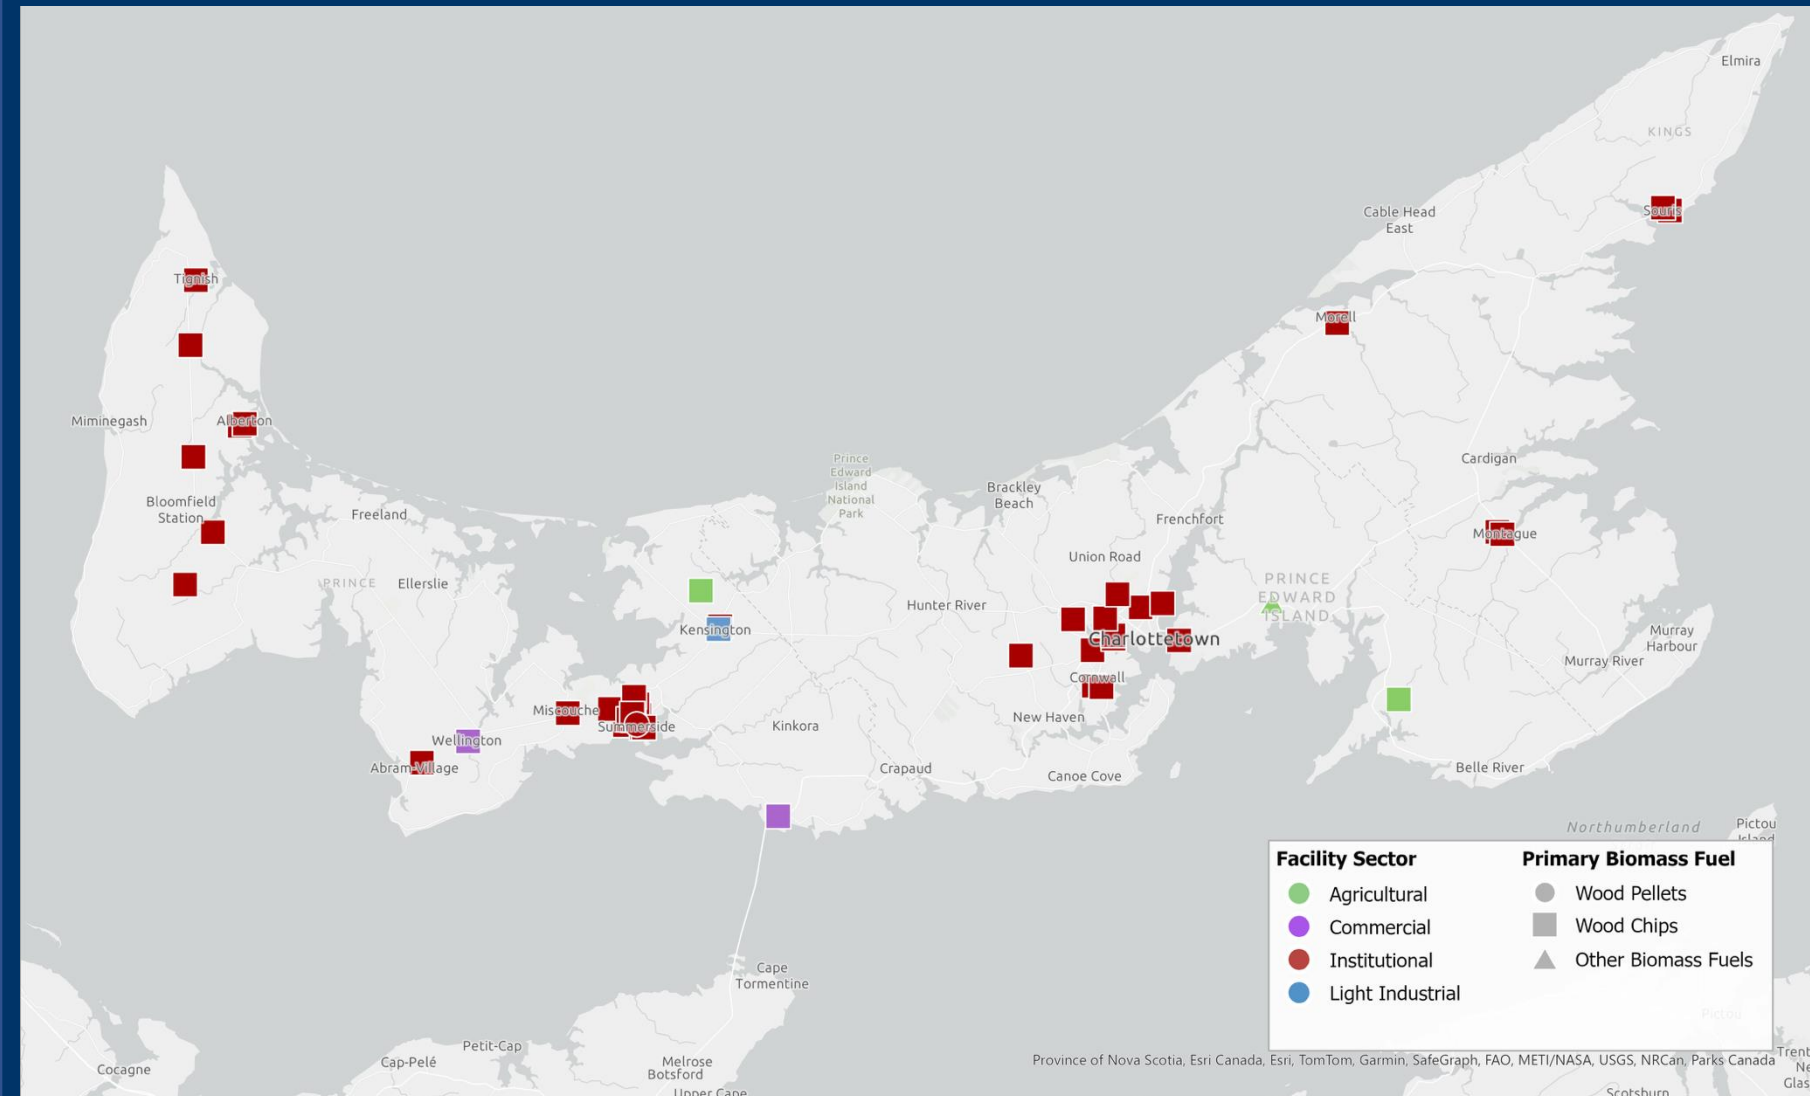 Elmira
KINGS
Cable Head
East
Souris
Tignish
Morell
Miminegash
Alberton
Prince
Edward
Island
National
Park
Cardigan
Brackley
Beach
Bloomfield
Station
Freeland
Frenchfort
Montague
Union Road
PRINCE
Ellerslie
PRINCE
EDWARD
ISLAND
Hunter River
Kensington
Charlottetown
Murray
Harbour
Murray River
Cornwall
Miscouche
New Haven
Summerside
Kinkora
Wellington
Abram-Village
Crapaud
Canoe Cove
Belle River
Northumberland
Pictou
Island
Facility Sector
Agricultural
Commercial
Institutional
Light Industrial
Primary Biomass Fuel
Wood Pellets
Wood Chips
Other Biomass Fuels
Pictou
Cape
Tormentine
Petit-Cap
Cap-Pelé
Melrose
Botsford
Cocagne
Upper Cape
Province of Nova Scotia, Esri Canada, Esri, TomTom, Garmin, SafeGraph, FAO, METI/NASA, USGS, NRCan, Parks Canada
Trent
Ne
Glas
Scotsburn